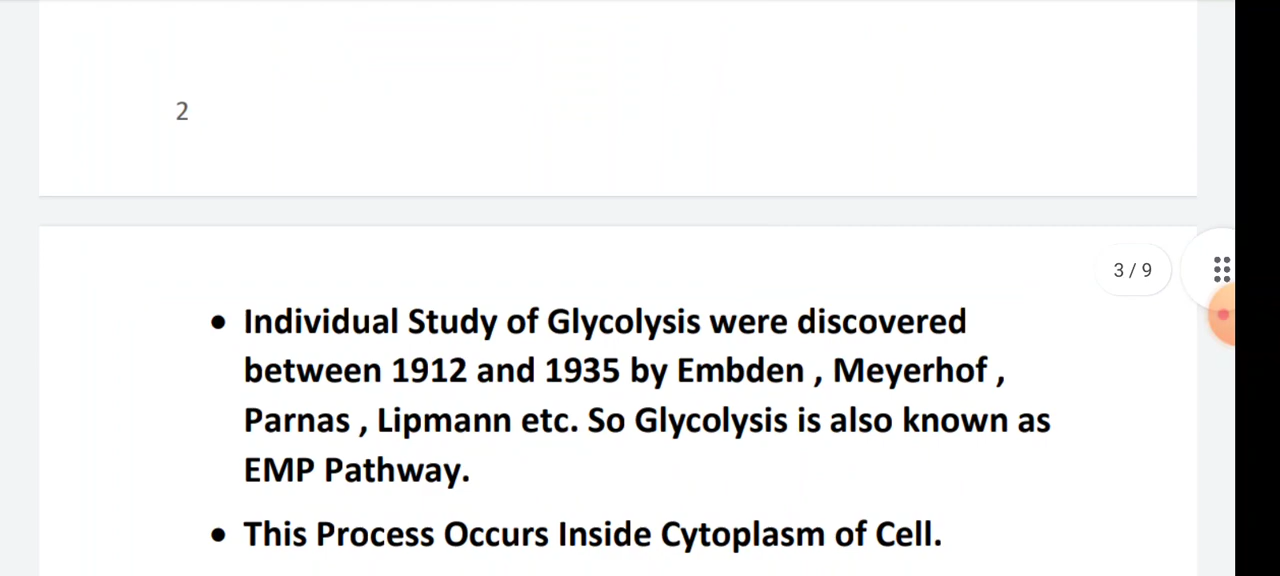 2
3 / 9
• Individual Study of Glycolysis were discovered
between 1912 and 1935 by Embden , Meyerhof ,
Parnas , Lipmann etc. So Glycolysis is also known as
EMP Pathway.
• This Process Occurs Inside Cytoplasm of Cell.